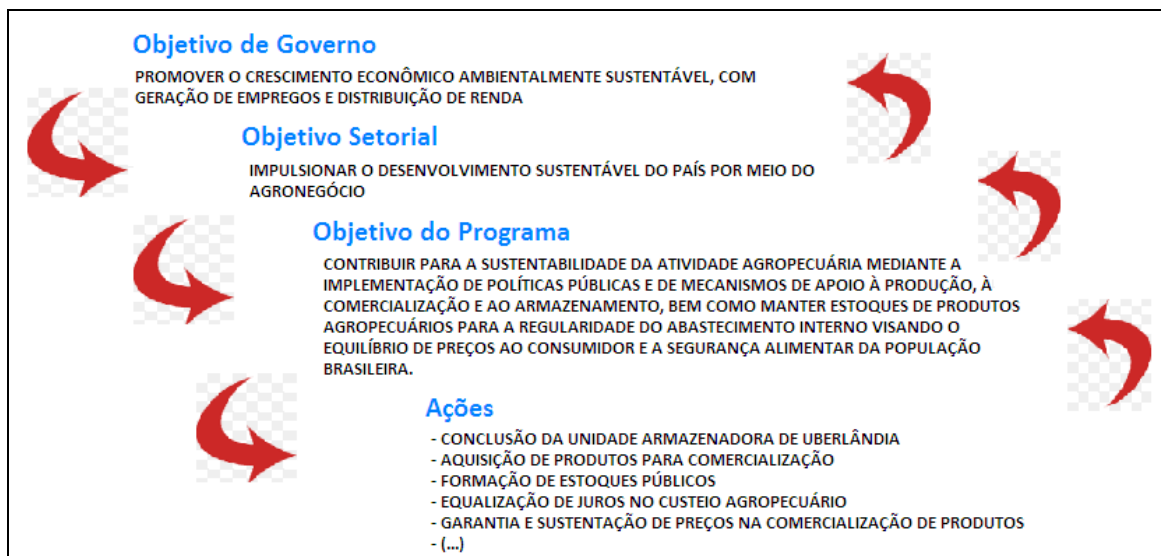 Objetivo de Governo
PROMOVER O CRESCIMENTO ECONÔMICO AMBIENTALMENTE SUSTENTÁVEL, COM
GERAÇÃO DE EMPREGOS E DISTRIBUIÇÃO DE RENDA
Objetivo Setorial
IMPULSIONAR O DESENVOLVIMENTO SUSTENTÁVEL DO PAÍS POR MEIO DO
AGRONEGÓCIO
Objetivo do Programa
CONTRIBUIR PARA A SUSTENTABILIDADE DA ATIVIDADE AGROPECUÁRIA MEDIANTE A
IMPLEMENTAÇÃO DE POLÍTICAS PÚBLICAS E DE MECANISMOS DE APOIO À PRODUÇÃO, À
COMERCIALIZAÇÃO E AO ARMAZENAMENTO, BEM COMO MANTER ESTOQUES DE PRODUTOS
AGROPECUÁRIOS PARA A REGULARIDADE DO ABASTECIMENTO INTERNO VISANDO O
EQUILÍBRIO DE PREÇOS AO CONSUMIDOR E A SEGURANÇA ALIMENTAR DA POPULAÇÃO
BRASILEIRA.
Ações
- CONCLUSÃO DA UNIDADE ARMAZENADORA DE UBERLÂNDIA
- AQUISIÇÃO DE PRODUTOS PARA COMERCIALIZAÇÃO
- FORMAÇÃO DE ESTOQUES PÚBLICOS
- EQUALIZAÇÃO DE JUROS NO CUSTEIO AGROPECUÁRIO
- GARANTIA E SUSTENTAÇÃO DE PREÇOS NA COMERCIALIZAÇÃO DE PRODUTOS
- (...)